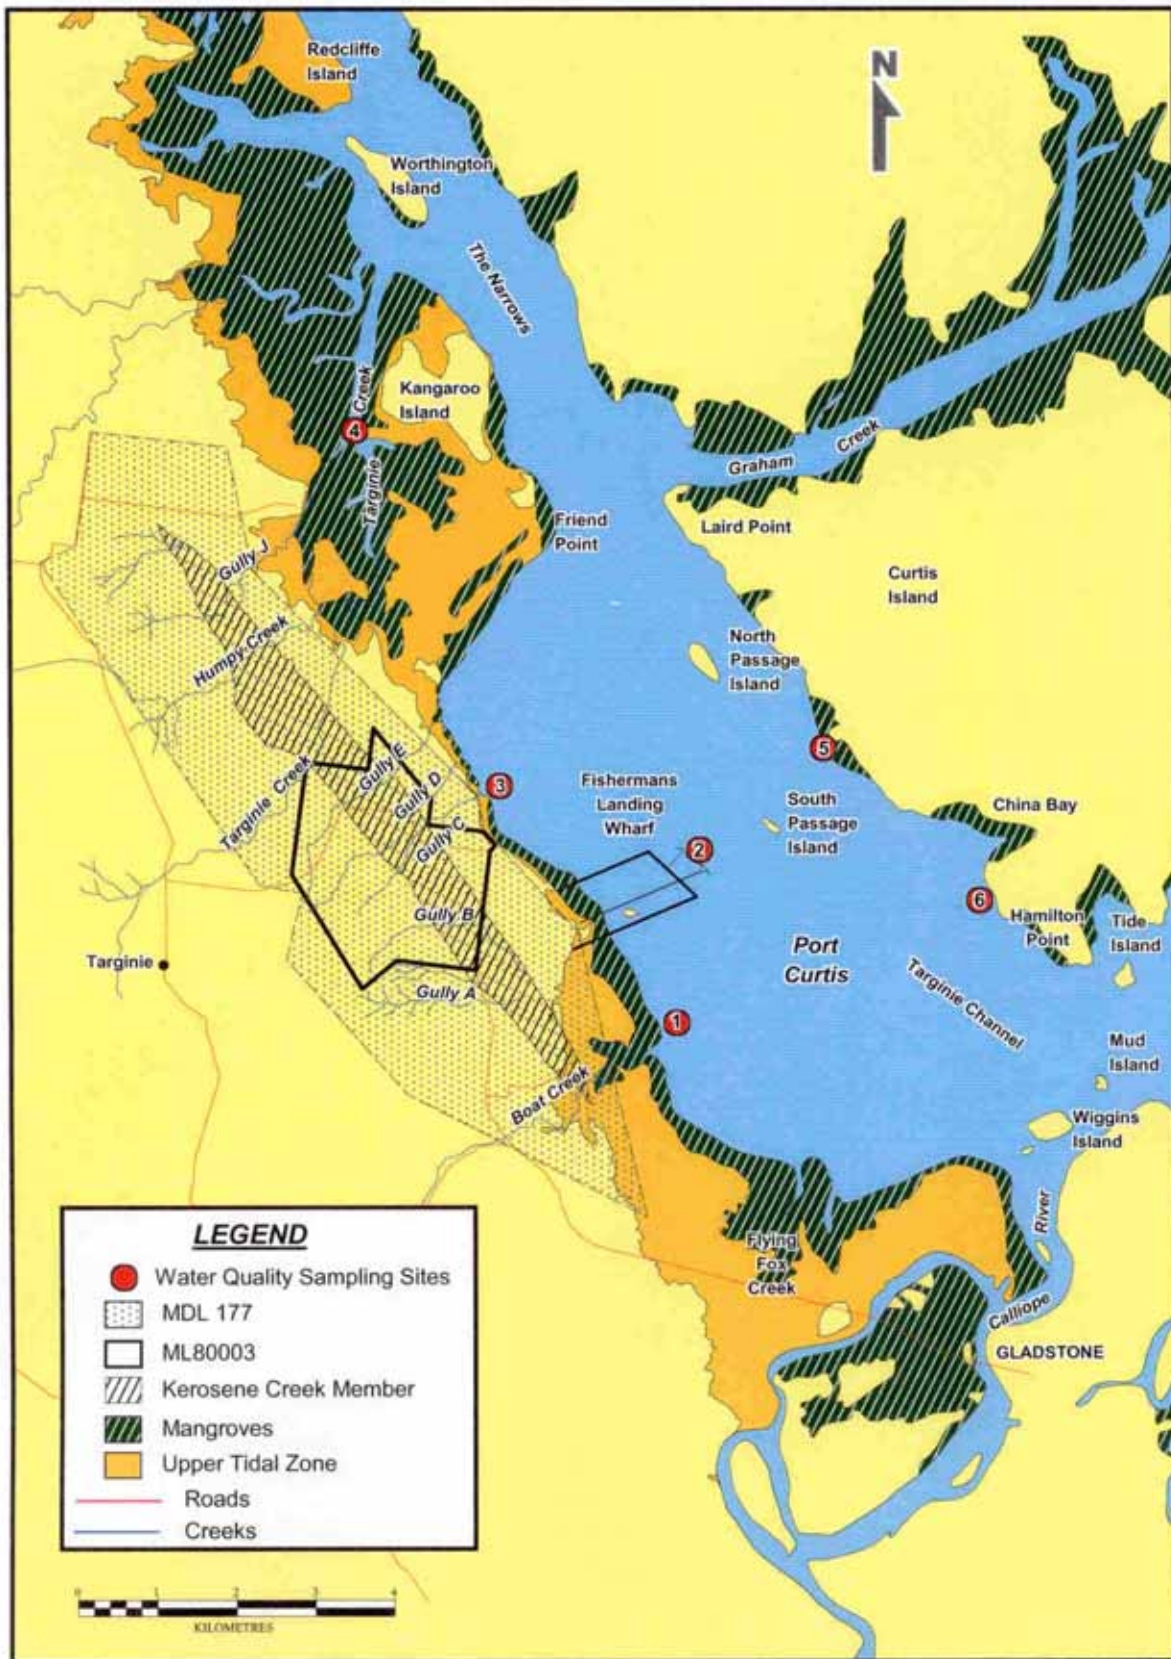 Redcliffe
Island
N
Worthington
Island
The Narrows
Kangaroo
Island
Creek
4
Targinie
Graham
Creek
Friend
Point
Laird Point
Curtis
Island
Gully J
Humpy Creek
North
Passage
Island
5
3
Fishermans
Landing
Wharf
South
Passage
Island
China Bay
Targinie Creek
Gully E
Gully D
Gully C
2
6
Gully B
Hamilton
Point
Tide
Island
Port
Curtis
Targinie
Gully A
Targinie Channel
1
Mud
Island
Boat Creek
Wiggins
Island
River
Flying
Fox
Creek
Calliope
GLADSTONE
LEGEND
Water Quality Sampling Sites
MDL 177
ML80003
Kerosene Creek Member
Mangroves
Upper Tidal Zone
Roads
Creeks
0 1 2 3 4
KILOMETRES